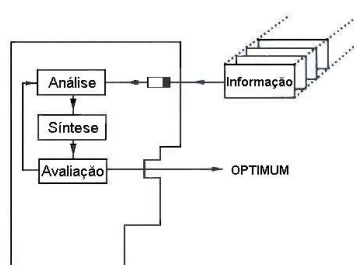 Análise
Informação
Síntese
Avaliação
OPTIMUM